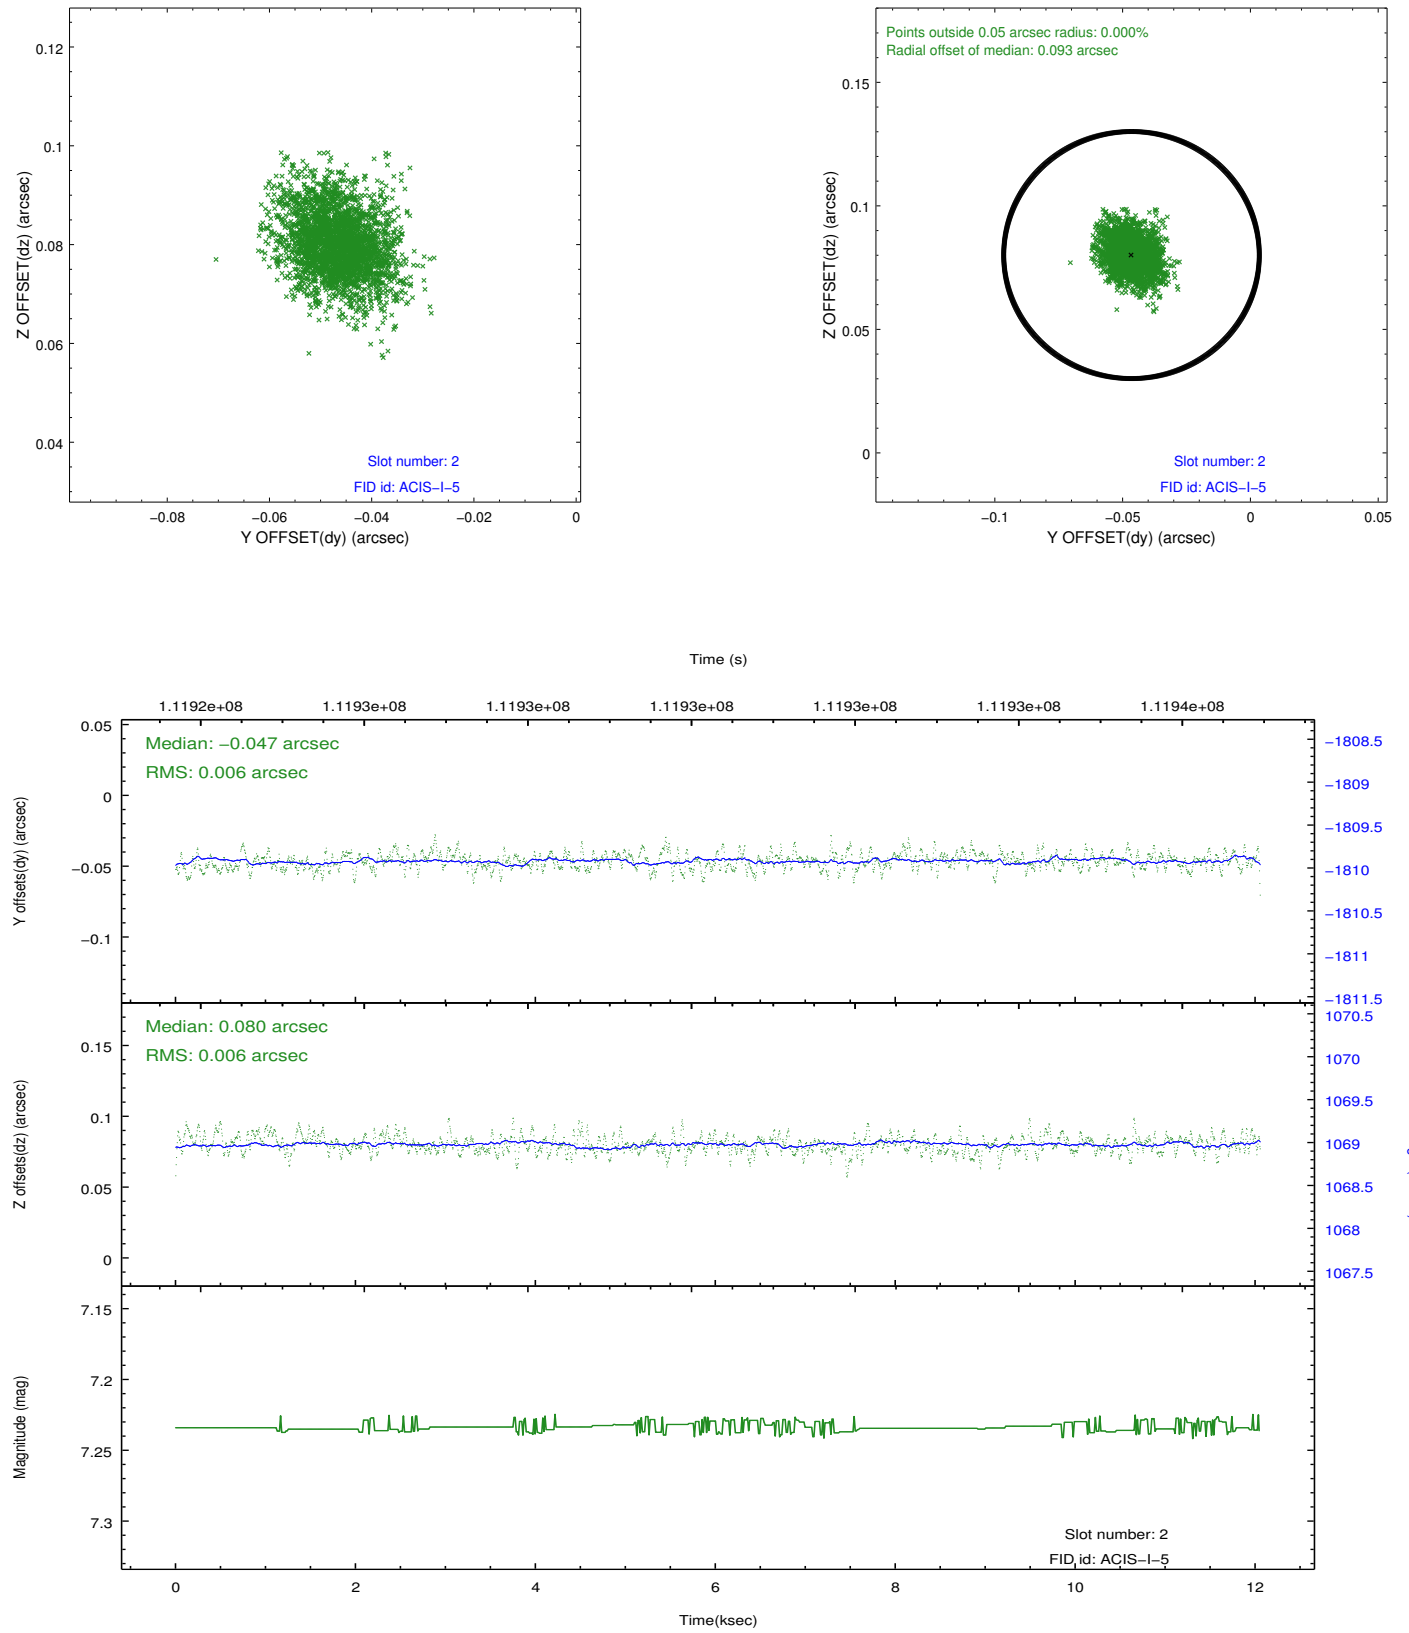 Points outside 0.05 arcsec radius: 0.000%
Radial offset of median: 0.093 arcsec
0.12
0.1
0.08
0.06
0.04
Z OFFSET(dz) (arcsec)
Slot number: 2
FID id: ACIS−I−5
−0.08 −0.06 −0.04 −0.02 0
Y OFFSET(dy) (arcsec)
0.15
0.1
0.05
0
Z OFFSET(dz) (arcsec)
Slot number: 2
FID id: ACIS−I−5
−0.1 −0.05 0 0.05
Y OFFSET(dy) (arcsec)
Time (s)
1.1192e+08 1.1193e+08 1.1193e+08 1.1193e+08 1.1193e+08 1.1193e+08 1.1194e+08
Median: −0.047 arcsec
RMS: 0.006 arcsec
0.05
0
−0.05
−0.1
Y offsets(dy) (arcsec)
−1808.5
−1809
−1809.5
−1810
−1810.5
−1811
−1811.5
Median: 0.080 arcsec
RMS: 0.006 arcsec
0.15
0.1
0.05
0
Z offsets(dz) (arcsec)
1070.5
1070
1069.5
1069
1068.5
1068
1067.5
7.15
7.2
7.25
7.3
Magnitude (mag)
Slot number: 2
FID id: ACIS−I−5
0 2 4 6 8 10 12
Time(ksec)